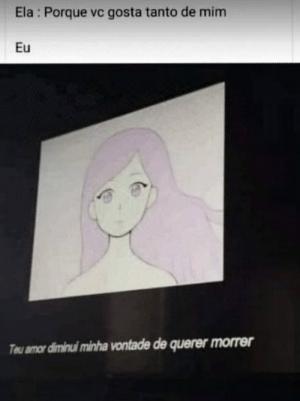 Ela : Porque vc gosta tanto de mim
Eu
Teu amor diminui minha vontade de querer morrer